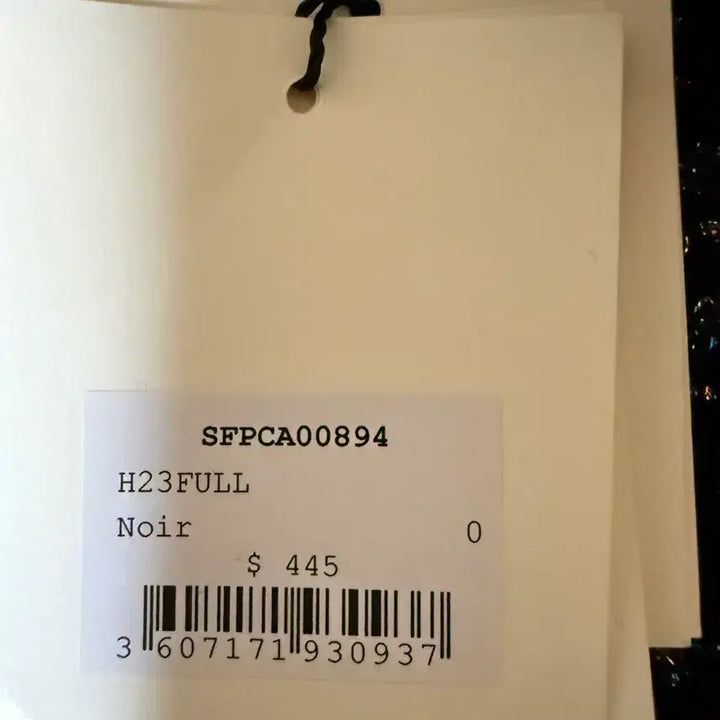 SFPCA00894
H23FULL
Noir 0
$ 445
3 607171 930937